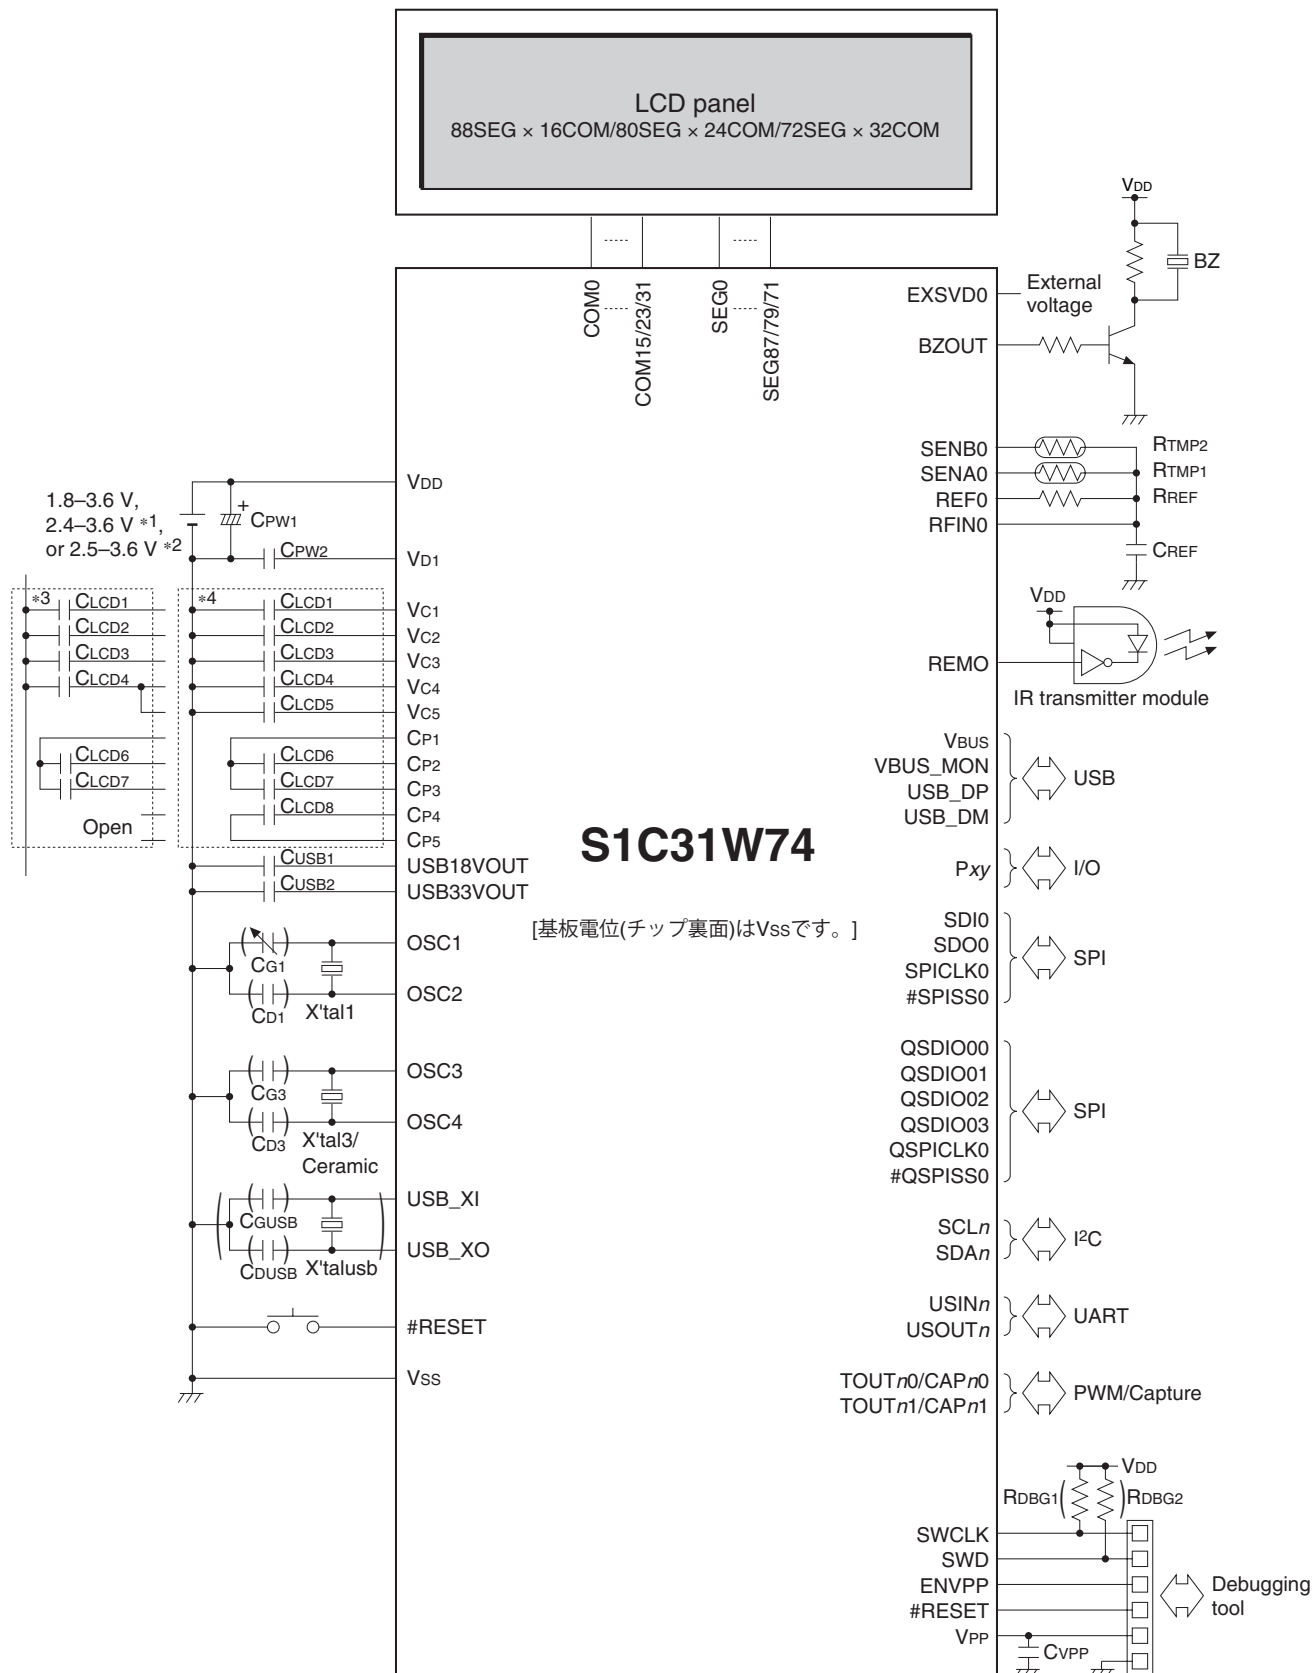 LCD panel
88SEG × 16COM/80SEG × 24COM/72SEG × 32COM
COM0
COM15/23/31
SEG0
SEG87/79/71
VDD
BZ
EXSVD0
External
voltage
BZOUT
SENB0
RTMP2
SENA0
RTMP1
REF0
RREF
RFIN0
CREF
VDD
REMO
IR transmitter module
VBUS
VBUS_MON
USB_DP
USB_DM
USB
Pxy
I/O
SDI0
SDO0
SPICLK0
#SPISS0
SPI
QSDIO00
QSDIO01
QSDIO02
QSDIO03
QSPICLK0
#QSPISS0
SPI
SCLn
SDAn
I²C
USINn
USOUTn
UART
TOUTn0/CAPn0
TOUTn1/CAPn1
PWM/Capture
VDD
RDBG1
RDBG2
SWCLK
SWD
ENVPP
#RESET
VPP
CVPP
Debugging
tool
1.8–3.6 V,
2.4–3.6 V *1,
or 2.5–3.6 V *2
+
CPW1
CPW2
VDD
VD1
*3
CLCD1
CLCD2
CLCD3
CLCD4
CLCD6
CLCD7
Open
*4
CLCD1
CLCD2
CLCD3
CLCD4
CLCD5
CLCD6
CLCD7
CLCD8
VC1
VC2
VC3
VC4
VC5
CP1
CP2
CP3
CP4
CP5
CUSB1
USB18VOUT
CUSB2
USB33VOUT
S1C31W74
[基板電位(チップ裏面)はVssです。]
CG1
OSC1
CD1
X'tal1
OSC2
CG3
OSC3
CD3
X'tal3/
Ceramic
OSC4
CGUSB
USB_XI
CDUSB
X'talusb
USB_XO
#RESET
VSS